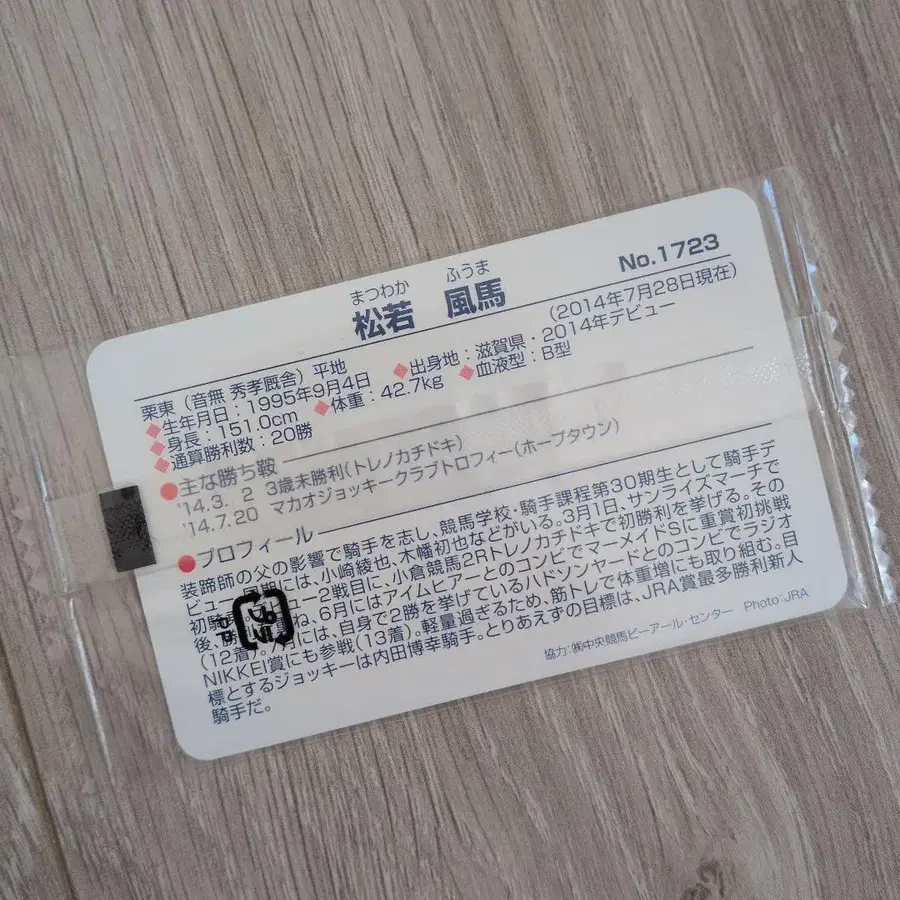 No.1723
まつわか ふうま
松若 風馬
(2014年7月28日現在)
栗東(音無 秀孝厩舎)平地
◆出身地:滋賀県・2014年デビュー
◆生年月日:1995年9月4日
◆血液型:B型
◆身長:151.0cm ◆体重:42.7kg
◆通算勝利数:20勝
●主な勝ち鞍
'14.3. 2 3歳未勝利(トレノカチドキ)
'14.7.20 マカオジョッキークラブトロフィー(ホープタウン)
●プロフィール
装蹄師の父の影響で騎手を志し、競馬学校・騎手課程第30期生として騎手デ
ビュー。同期には、小崎綾也、木幡初也などがいる。3月1日、サンライズマーチで
初騎乗。デビュー2戦目に、小倉競馬2Rトレノカチドキで初勝利を挙げる。その
後、勝ち ね、6月にはアイムヒアーとのコンビでマーメイドSに重賞初挑戦
(12着)。7月には、自身で2勝を挙げているハドソンヤードとのコンビでラジオ
NIKKEI賞にも参戦(13着)。軽量過ぎるため、筋トレで体重増にも取り組む。目
標とするジョッキーは内田博幸騎手。とりあえずの目標は、JRA賞最多勝利新人
騎手だ。
プラ
PP
協力:㈱中央競馬ピーアール・センター Photo:JRA